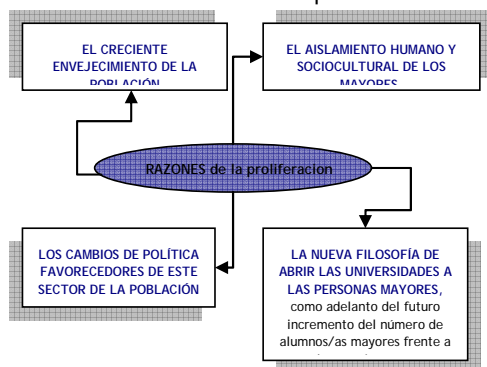 EL CRECIENTE
ENVEJECIMIENTO DE LA
POBLACIÓN
EL AISLAMIENTO HUMANO Y
SOCIOCULTURAL DE LOS
MAYORES
RAZONES de la proliferacion
LOS CAMBIOS DE POLÍTICA
FAVORECEDORES DE ESTE
SECTOR DE LA POBLACIÓN
LA NUEVA FILOSOFÍA DE
ABRIR LAS UNIVERSIDADES A
LAS PERSONAS MAYORES,
como adelanto del futuro
incremento del número de
alumnos/as mayores frente a